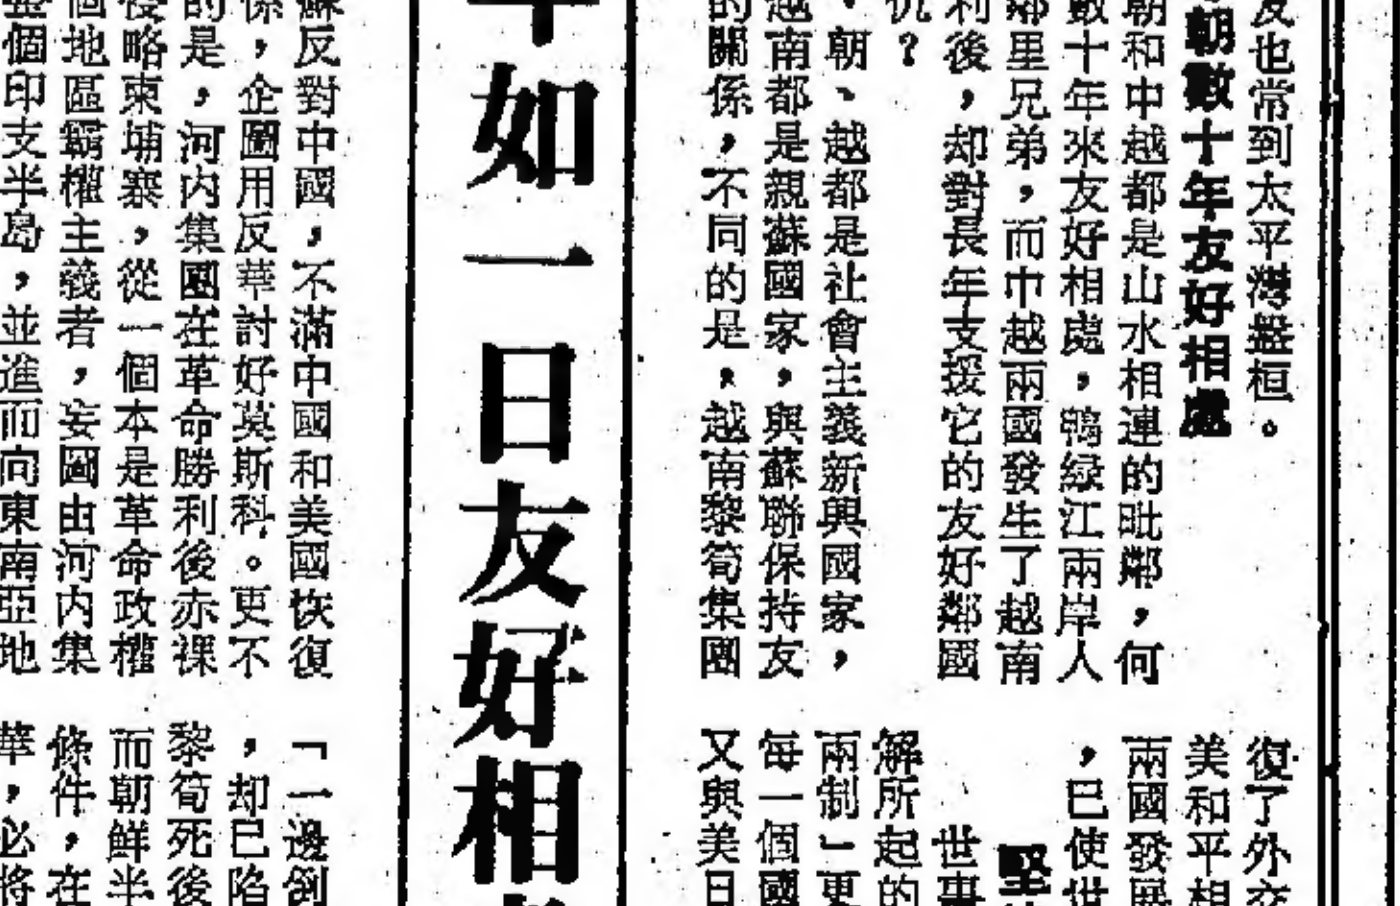 友也常到太平灣盤桓。
朝數十年友好相處
朝和中越都是山水相連的毗鄰，何
數十年來友好相處，鴨綠江兩岸人
鄰里兄弟，而中越兩國發生了越南
利後，却對長年支援它的友好鄰國
仇？
、朝、越都是社會主義新興國家，
越南都是親蘇國家，與蘇聯保持友
的關係，不同的是，越南黎筍集團
復了外交
美和平相
兩國發展
，已使世
堅
世事
解所起的
兩制」更
每一個國
又與美日
年如一日友好相
蘇反對中國，不滿中國和美國恢復
係，企圖用反華討好莫斯科。更不
的是，河內集團在革命勝利後赤裸
侵略柬埔寨，從一個本是革命政權
個地區霸權主義者，妄圖由河內集
整個印支半島，並進而向東南亞地
「一邊倒
，却已陷
黎筍死後
而朝鮮半
條件，在
華，必將